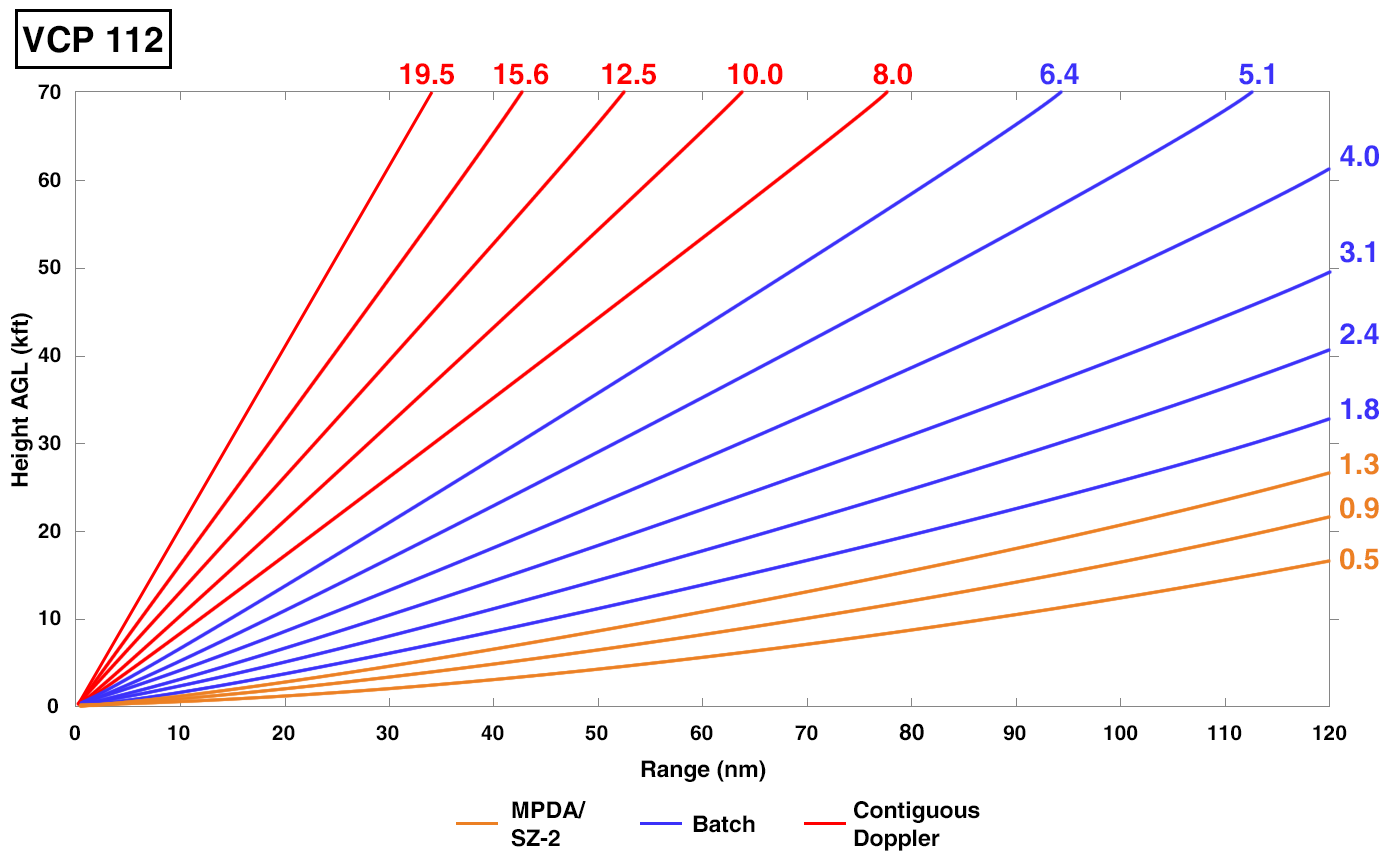 VCP 112
19.5 15.6 12.5 10.0 8.0 6.4 5.1
70
60
50
40
30
20
10
0
Height AGL (kft)
4.0
3.1
2.4
1.8
1.3
0.9
0.5
0 10 20 30 40 50 60 70 80 90 100 110 120
Range (nm)
MPDA/
SZ-2
Batch
Contiguous
Doppler